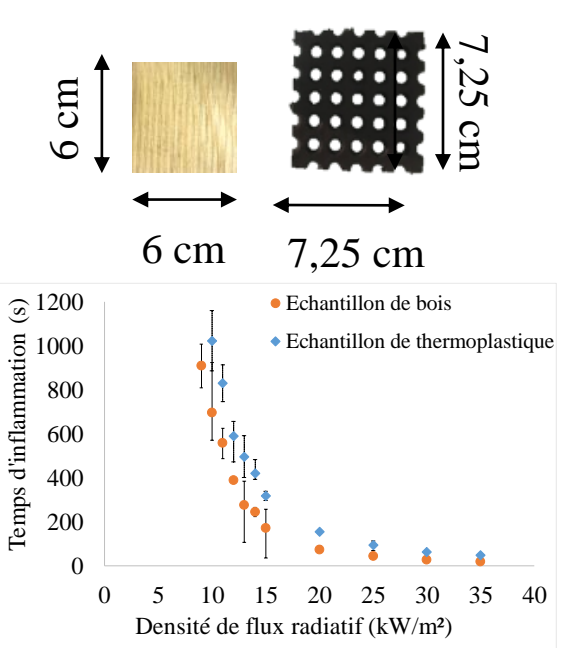 6 cm
7,25 cm
6 cm
7,25 cm
Echantillon de bois
Echantillon de thermoplastique
Temps d'inflammation (s)
1200
1000
800
600
400
200
0
0 5 10 15 20 25 30 35 40
Densité de flux radiatif (kW/m²)